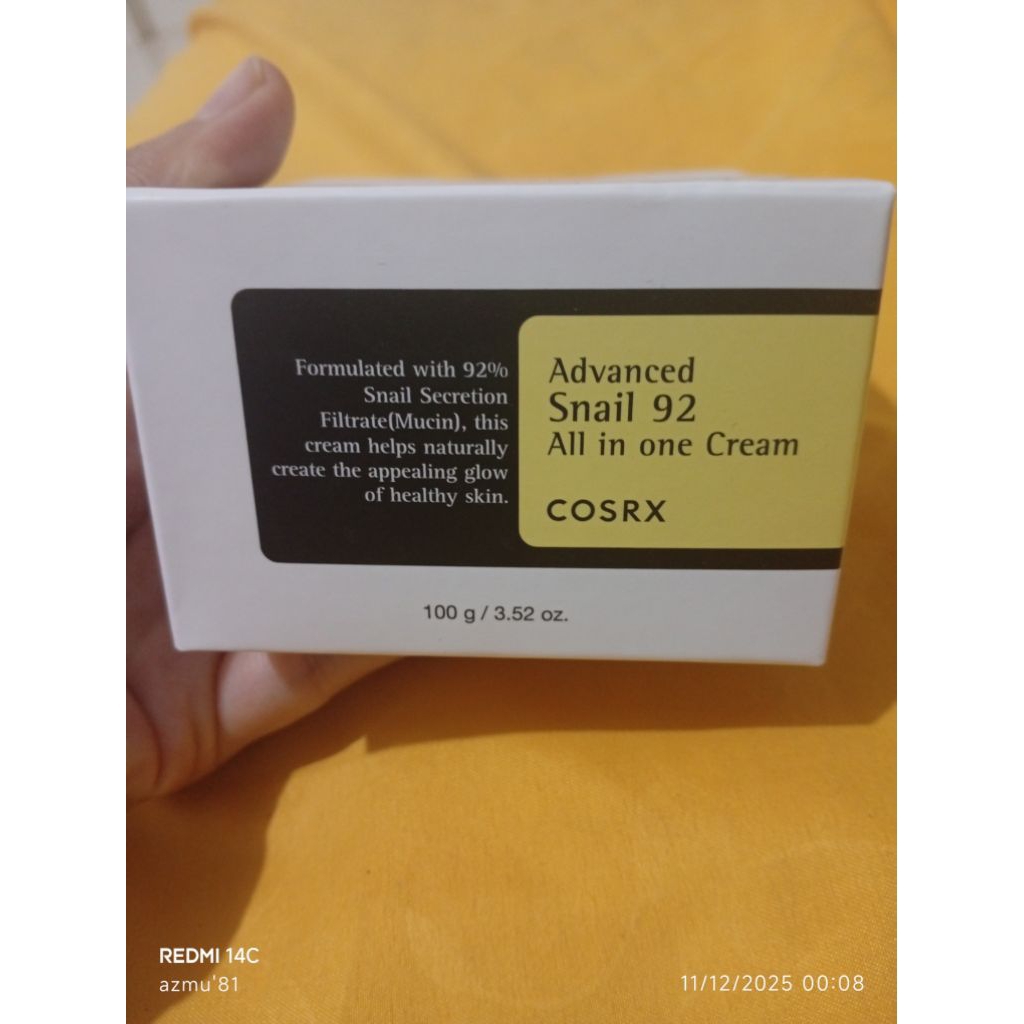 Formulated with 92%
Snail Secretion
Filtrate(Mucin), this
cream helps naturally
create the appealing glow
of healthy skin.
Advanced
Snail 92
All in one Cream
COSRX
100 g / 3.52 oz.
REDMI 14C
azmu'81
11/12/2025 00:08